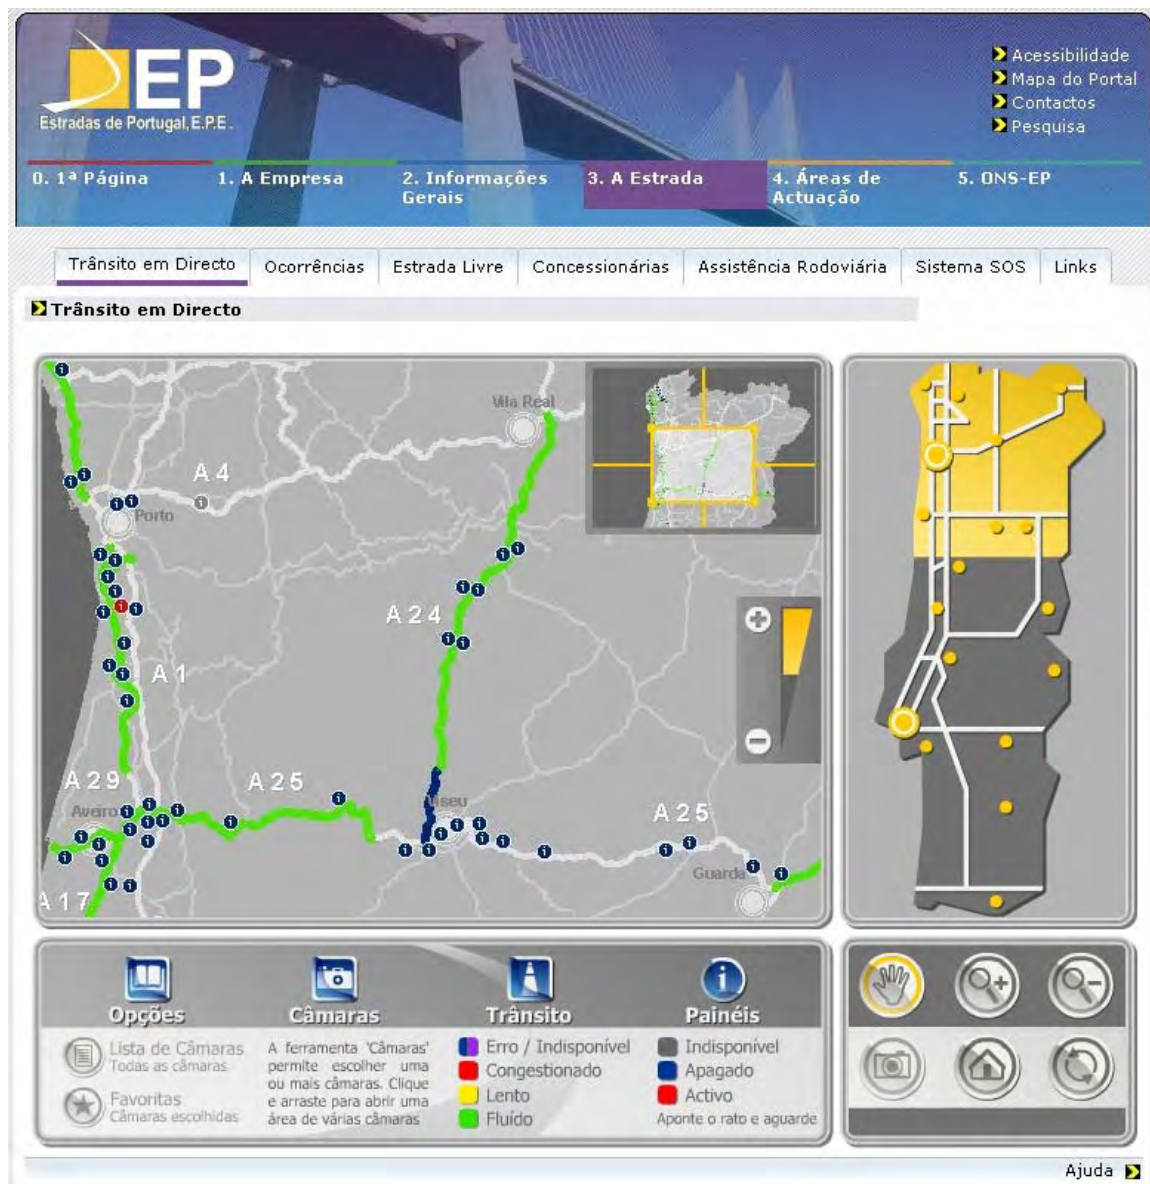 EP
Estradas de Portugal, E.P.E.
Acessibilidade
Mapa do Portal
Contactos
Pesquisa
0. 1ª Página
1. A Empresa
2. Informações
Gerais
3. A Estrada
4. Áreas de
Actuação
5. ONS-EP
Trânsito em Directo
Ocorrências
Estrada Livre
Concessionárias
Assistência Rodoviária
Sistema SOS
Links
Trânsito em Directo
Vila Real
A 4
Porto
A 24
A 1
A 29
A 25
Aveiro
A 25
Guarda
A 17
Opções
Lista de Câmaras
Todas as câmaras
Favoritas
Câmaras escolhidas
Câmaras
A ferramenta 'Câmaras'
permite escolher uma
ou mais câmaras. Clique
e arraste para abrir uma
área de várias câmaras
Trânsito
Erro / Indisponível
Congestionado
Lento
Fluído
Painéis
Indisponível
Apagado
Activo
Aponte o rato e aguarde
Ajuda